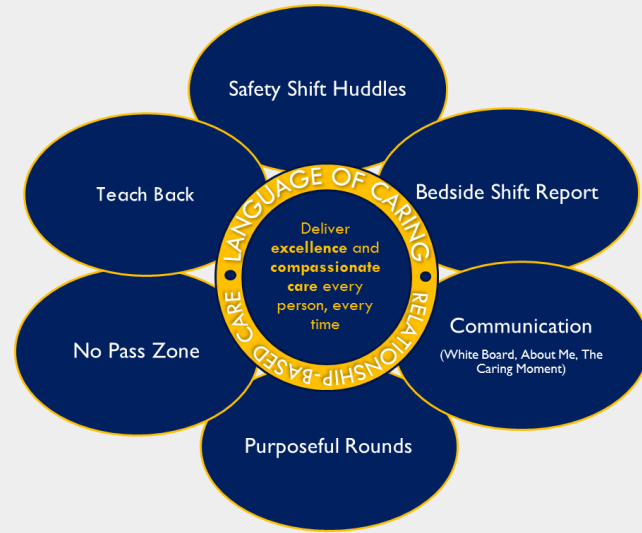 Safety Shift Huddles
Teach Back
Bedside Shift Report
LANGUAGE OF CARING
RELATIONSHIP-BASED CARE
Deliver
excellence and
compassionate
care every
person, every
time
No Pass Zone
Communication
(White Board, About Me, The
Caring Moment)
Purposeful Rounds